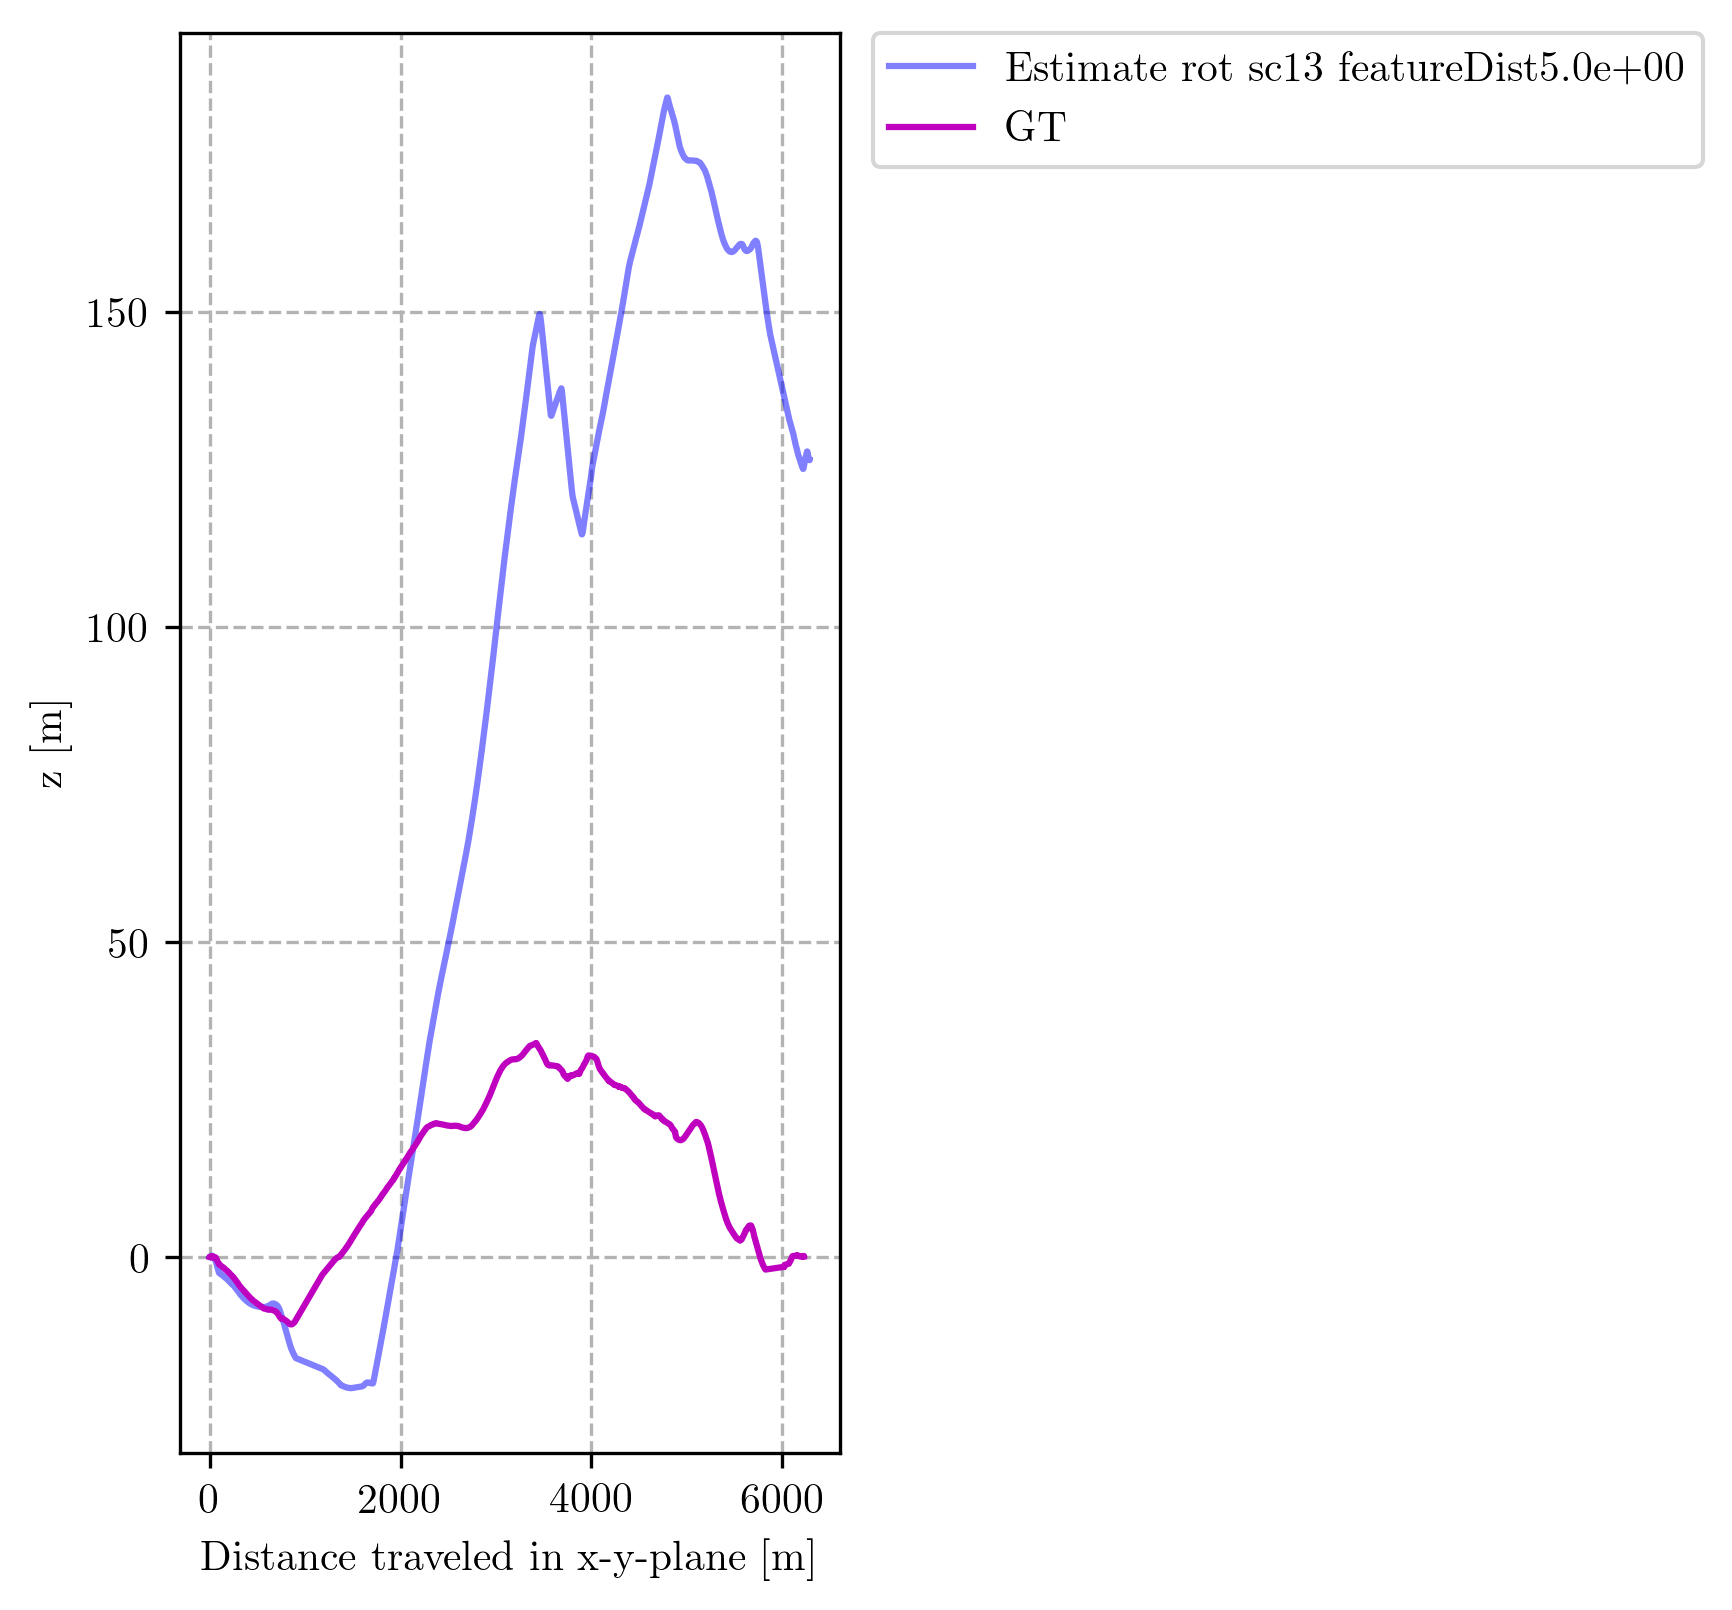 Estimate rot sc13 featureDist5.0e+00
GT
150
100
50
0
z [m]
0 2000 4000 6000
Distance traveled in x-y-plane [m]